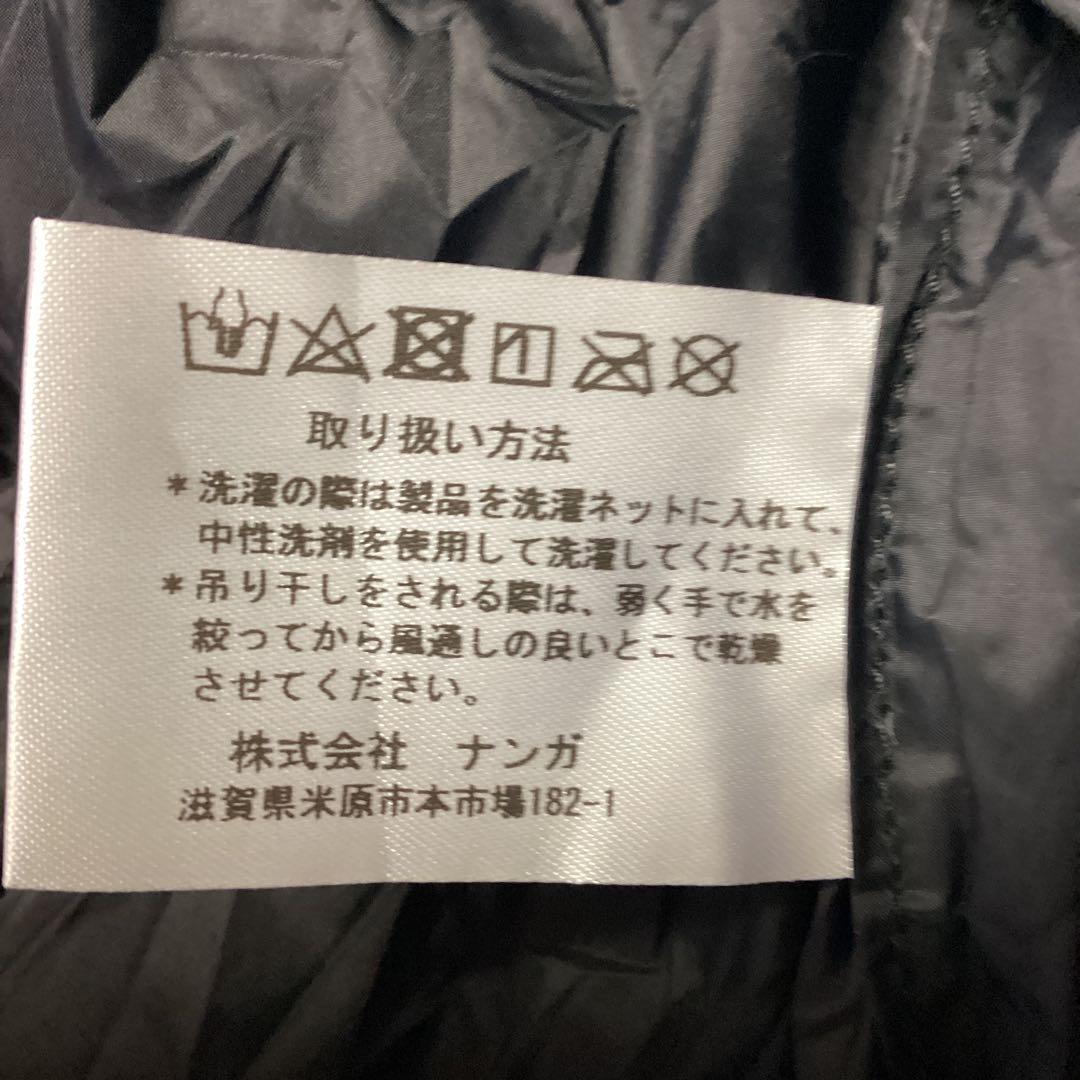 取り扱い方法
*洗濯の際は製品を洗濯ネットに入れて、
中性洗剤を使用して洗濯してください。
*吊り干しをされる際は、弱く手で水を
絞ってから風通しの良いとこで乾燥
させてください。
株式会社 ナンガ
滋賀県米原市本市場182-1